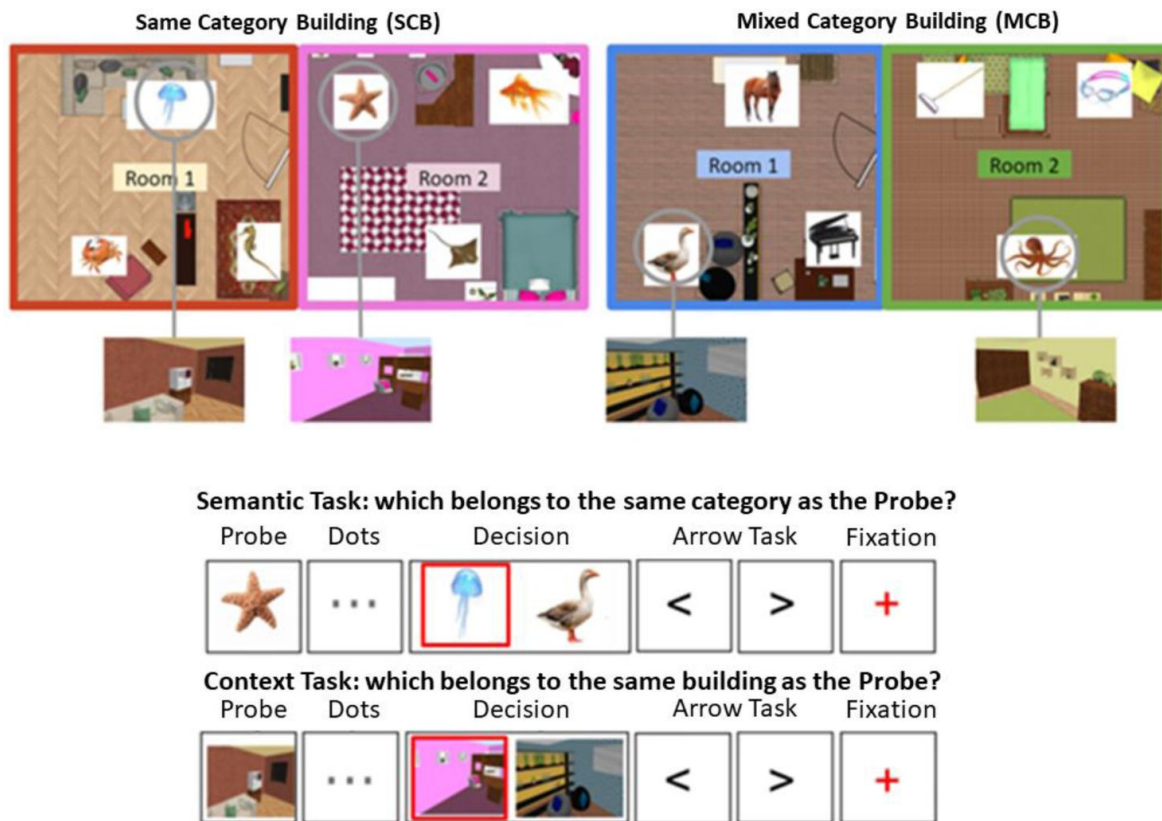 Same Category Building (SCB) Mixed Category Building (MCB)
Room 1 Room 2 Room 1 Room 2
Semantic Task: which belongs to the same category as the Probe?
Probe Dots Decision Arrow Task Fixation
... < > +
Context Task: which belongs to the same building as the Probe?
Probe Dots Decision Arrow Task Fixation
... < > +